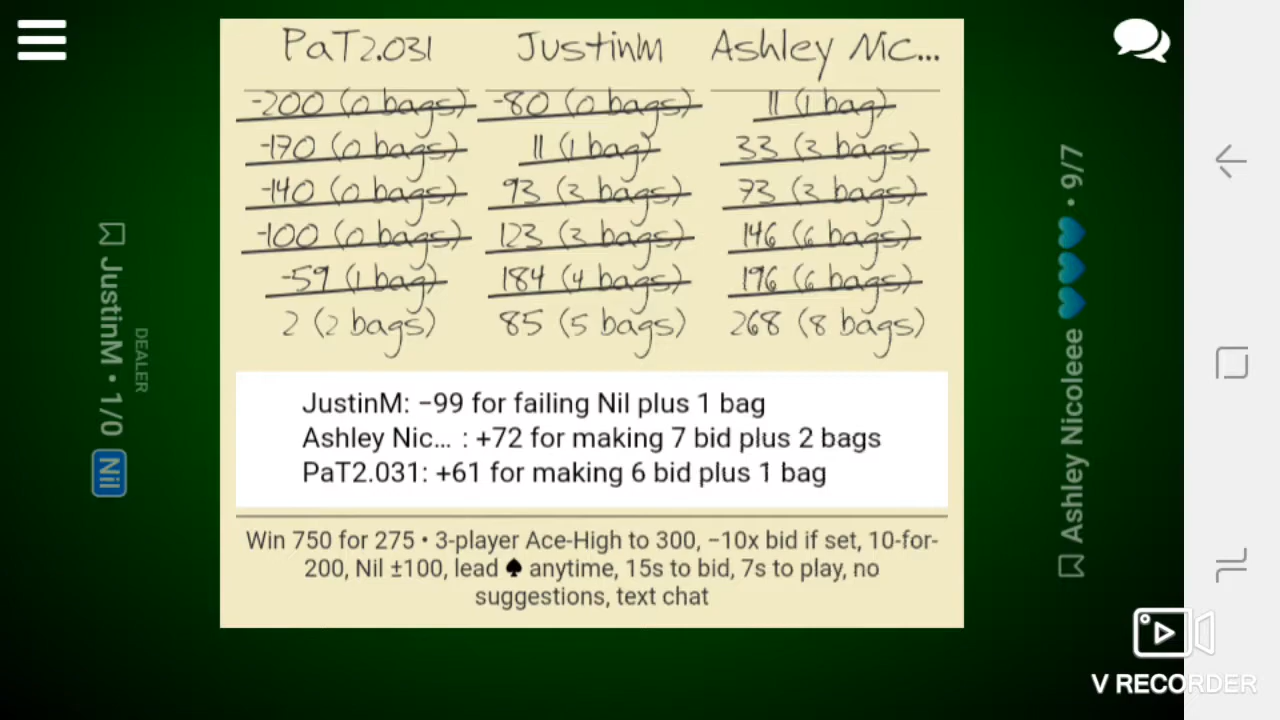 PaT2.031 JustinM Ashley Nic...
-200 (0 bags) -80 (0 bags) 11 (1 bag)
-170 (0 bags) 11 (1 bag) 33 (3 bags)
-140 (0 bags) 93 (3 bags) 73 (3 bags)
-100 (0 bags) 123 (3 bags) 146 (6 bags)
-59 (1 bag) 184 (4 bags) 196 (6 bags)
2 (2 bags) 85 (5 bags) 268 (8 bags)
JustinM: −99 for failing Nil plus 1 bag
Ashley Nic... : +72 for making 7 bid plus 2 bags
PaT2.031: +61 for making 6 bid plus 1 bag
Win 750 for 275 • 3-player Ace-High to 300, −10x bid if set, 10-for-
200, Nil ±100, lead ♠ anytime, 15s to bid, 7s to play, no
suggestions, text chat
JustinM • 1/0 Nil
DEALER
Ashley Nicoleee 💙💙💙 • 9/7
V RECORDER